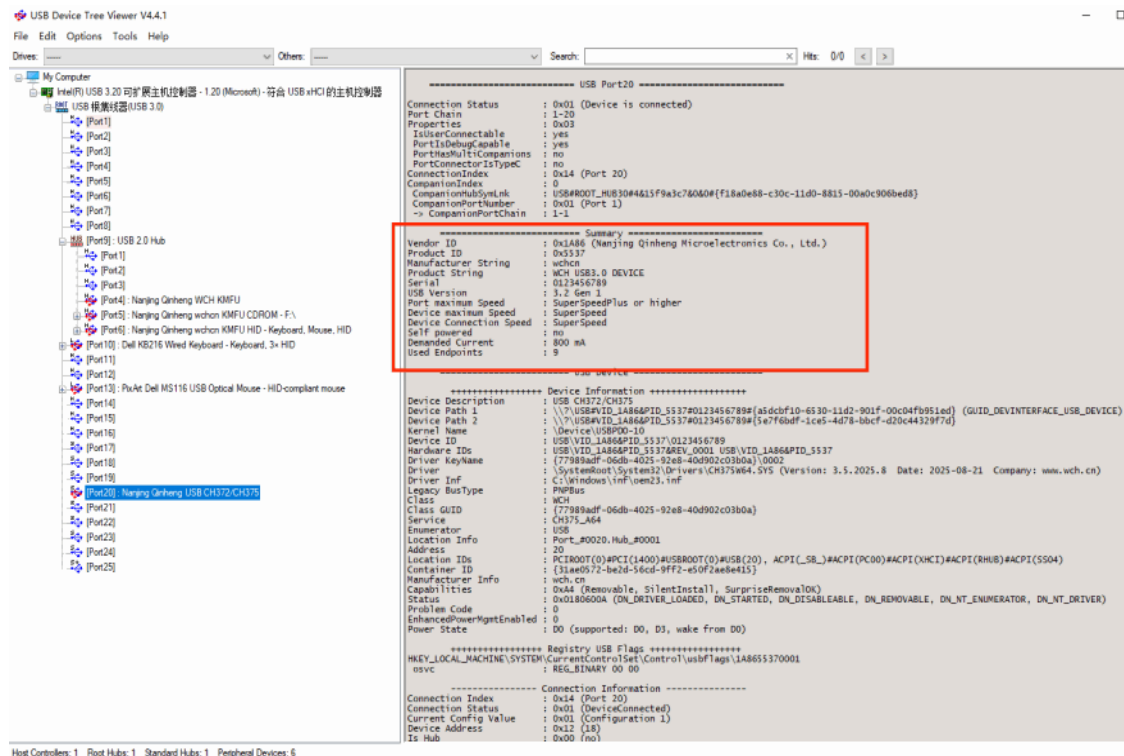 USB Device Tree Viewer V4.4.1
File Edit Options Tools Help
Drives: ---- Others: ---- Search: Hits: 0/0 < >
My Computer
Intel(R) USB 3.20 可扩展主机控制器 - 1.20 (Microsoft) - 符合 USB xHCI 的主机控制器
USB 根集线器(USB 3.0)
[Port1]
[Port2]
[Port3]
[Port4]
[Port5]
[Port6]
[Port7]
[Port8]
[Port9] : USB 2.0 Hub
[Port1]
[Port2]
[Port3]
[Port4] : Nanjing Qinheng WCH KMFU
[Port5] : Nanjing Qinheng wchcn KMFU CDROM - F:\
[Port6] : Nanjing Qinheng wchcn KMFU HID - Keyboard, Mouse, HID
[Port10] : Dell KB216 Wired Keyboard - Keyboard, 3× HID
[Port11]
[Port12]
[Port13] : PixArt Dell MS116 USB Optical Mouse - HID-compliant mouse
[Port14]
[Port15]
[Port16]
[Port17]
[Port18]
[Port19]
[Port20] : Nanjing Qinheng USB CH372/CH375
[Port21]
[Port22]
[Port23]
[Port24]
[Port25]
========================== USB Port20 ==========================
Connection Status : 0x01 (Device is connected)
Port Chain : 1-20
Properties : 0x03
IsUserConnectable : yes
PortIsDebugCapable : yes
PortHasMultiCompanions : no
PortConnectorIsTypeC : no
ConnectionIndex : 0x14 (Port 20)
CompanionIndex : 0
CompanionHubSymLnk : USB#ROOT_HUB30#4&15f9a3c7&0&0#{f18a0e88-c30c-11d0-8815-00a0c906bed8}
CompanionPortNumber : 0x01 (Port 1)
-> CompanionPortChain : 1-1
========================== Summary =========================
Vendor ID : 0x1A86 (Nanjing Qinheng Microelectronics Co., Ltd.)
Product ID : 0x5537
Manufacturer String : wchcn
Product String : WCH USB3.0 DEVICE
Serial : 0123456789
USB Version : 3.2 Gen 1
Port maximum Speed : SuperSpeedPlus or higher
Device maximum Speed : SuperSpeed
Device Connection Speed : SuperSpeed
Self powered : no
Demanded Current : 800 mA
Used Endpoints : 9
======================== USB Device ========================
+++++++++++++++++ Device Information ++++++++++++++++++
Device Description : USB CH372/CH375
Device Path 1 : \\?\USB#VID_1A86&PID_5537#0123456789#{a5dcbf10-6530-11d2-901f-00c04fb951ed} (GUID_DEVINTERFACE_USB_DEVICE)
Device Path 2 : \\?\USB#VID_1A86&PID_5537#0123456789#{5e7f6bdf-1ce5-4d78-bbcf-d20c44329f7d}
Kernel Name : \Device\USBPDO-10
Device ID : USB\VID_1A86&PID_5537\0123456789
Hardware IDs : USB\VID_1A86&PID_5537&REV_0001 USB\VID_1A86&PID_5537
Driver KeyName : {77989adf-06db-4025-92e8-40d902c03b0a}\0002
Driver : \SystemRoot\System32\Drivers\CH375W64.SYS (Version: 3.5.2025.8 Date: 2025-08-21 Company: www.wch.cn)
Driver Inf : C:\Windows\inf\oem23.inf
Legacy BusType : PNPBus
Class : WCH
Class GUID : {77989adf-06db-4025-92e8-40d902c03b0a}
Service : CH375_A64
Enumerator : USB
Location Info : Port_#0020.Hub_#0001
Address : 20
Location IDs : PCIROOT(0)#PCI(1400)#USBROOT(0)#USB(20), ACPI(_SB_)#ACPI(PC00)#ACPI(XHCI)#ACPI(RHUB)#ACPI(SS04)
Container ID : {31ae0572-be2d-56cd-9ff2-e50f2ae8e415}
Manufacturer Info : wch.cn
Capabilities : 0xA4 (Removable, SilentInstall, SurpriseRemovalOK)
Status : 0x0180600A (DN_DRIVER_LOADED, DN_STARTED, DN_DISABLEABLE, DN_REMOVABLE, DN_NT_ENUMERATOR, DN_NT_DRIVER)
Problem Code : 0
EnhancedPowerMgmtEnabled : 0
Power State : D0 (supported: D0, D3, wake from D0)
+++++++++++++++++ Registry USB Flags +++++++++++++++++
HKEY_LOCAL_MACHINE\SYSTEM\CurrentControlSet\Control\usbflags\1A8655370001
osvc : REG_BINARY 00 00
---------------- Connection Information ---------------
Connection Index : 0x14 (Port 20)
Connection Status : 0x01 (DeviceConnected)
Current Config Value : 0x01 (Configuration 1)
Device Address : 0x12 (18)
Is Hub : 0x00 (no)
Host Controllers: 1 Root Hubs: 1 Standard Hubs: 1 Peripheral Devices: 6